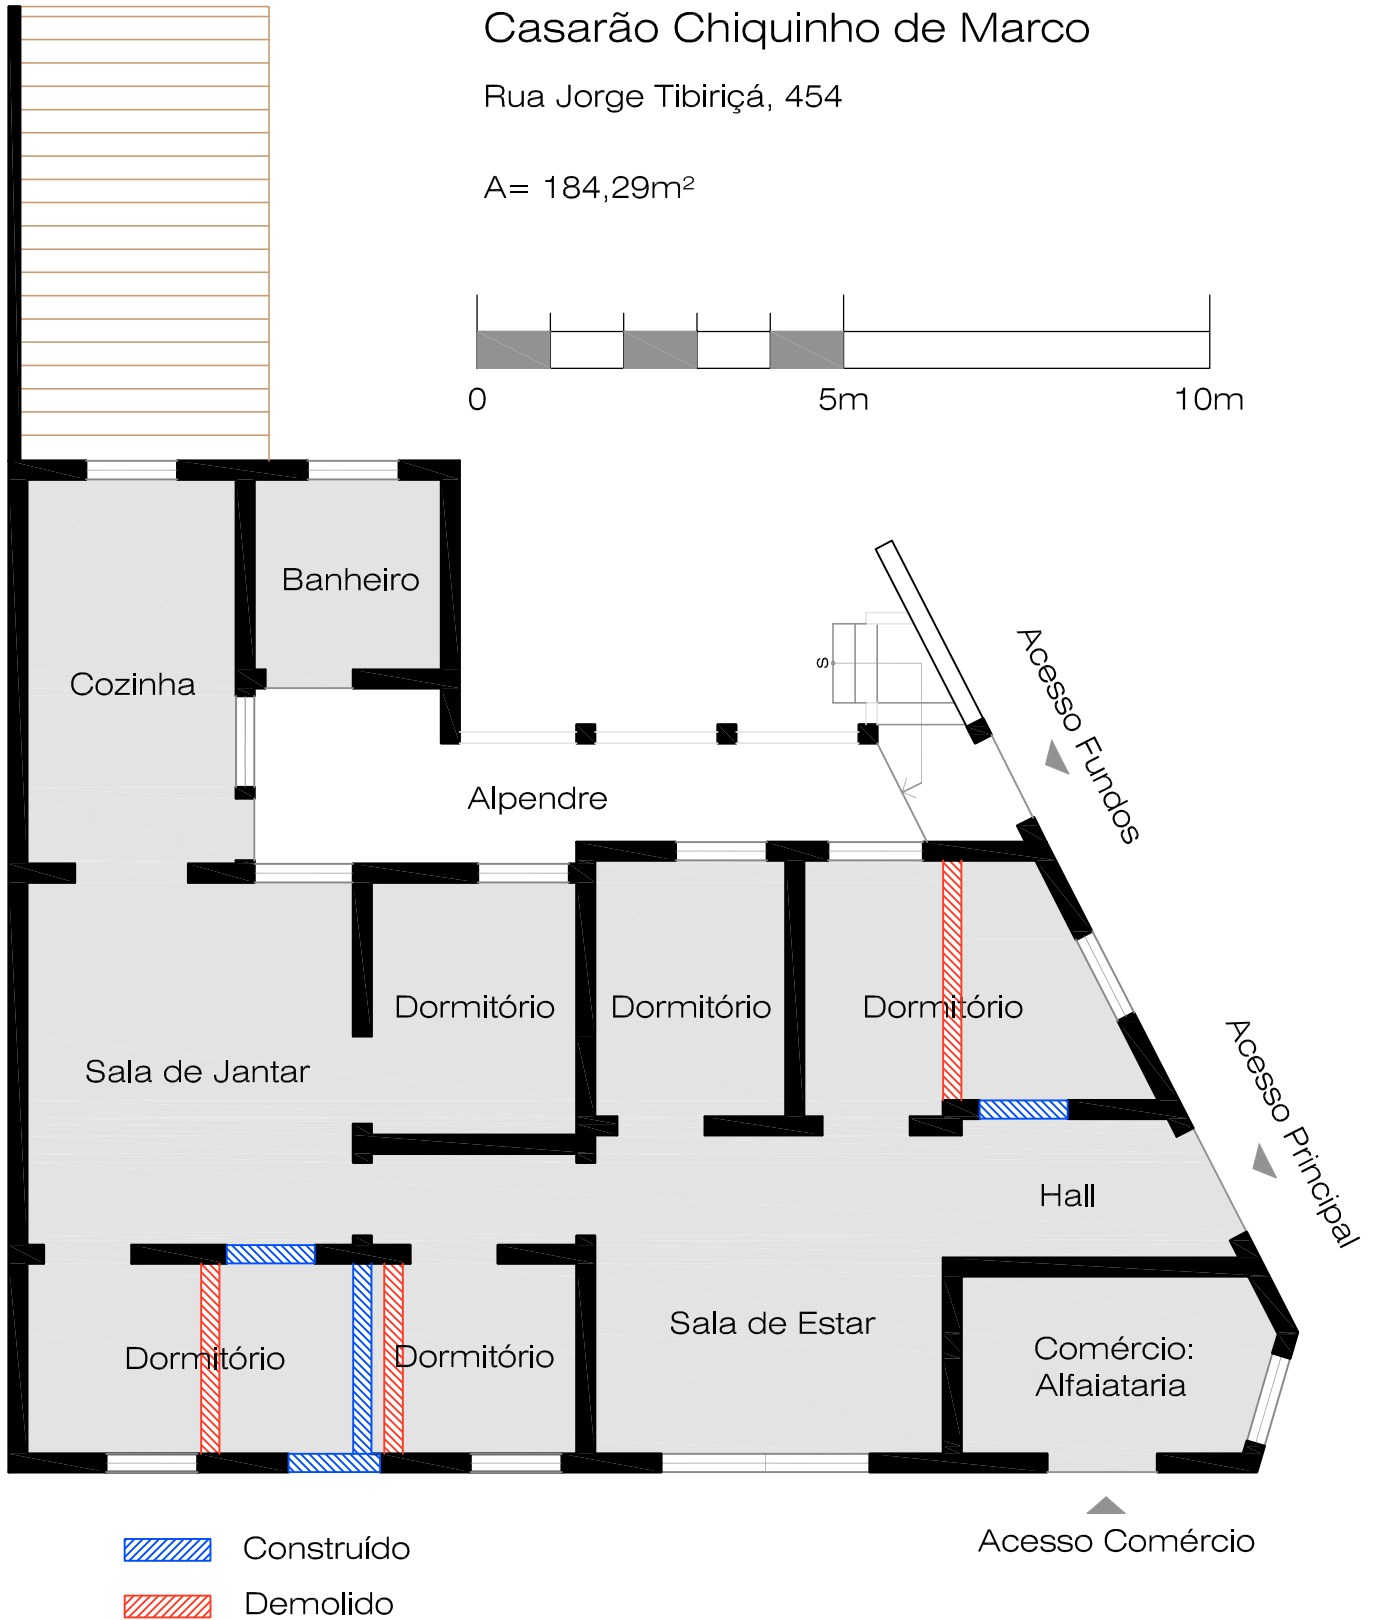 Casarão Chiquinho de Marco
Rua Jorge Tibiriçá, 454
A= 184,29m²
0 5m 10m
Banheiro
Cozinha
s
Acesso Fundos
Alpendre
Dormitório Dormitório Dormitório
Sala de Jantar
Acesso Principal
Hall
Sala de Estar
Dormitório Dormitório
Comércio:
Alfaiataria
Acesso Comércio
Construído
Demolido